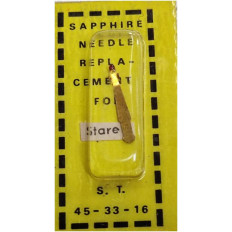 SAPPHIRE
NEEDLE
REPLA-
CEMENT
FOR
Stare
S. T.
45-33-16